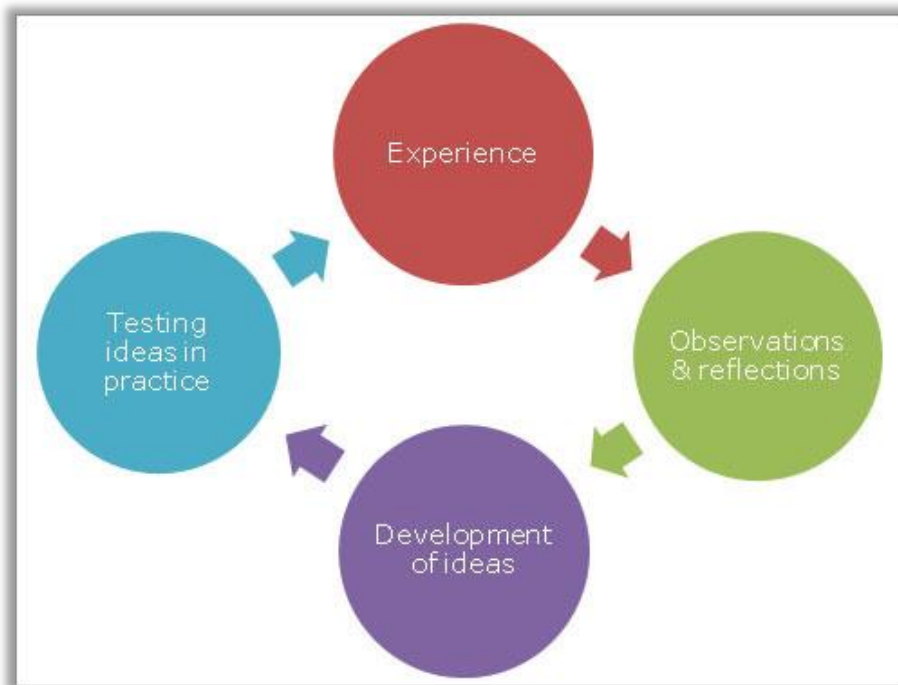 Experience
Observations
& reflections
Development
of ideas
Testing
ideas in
practice